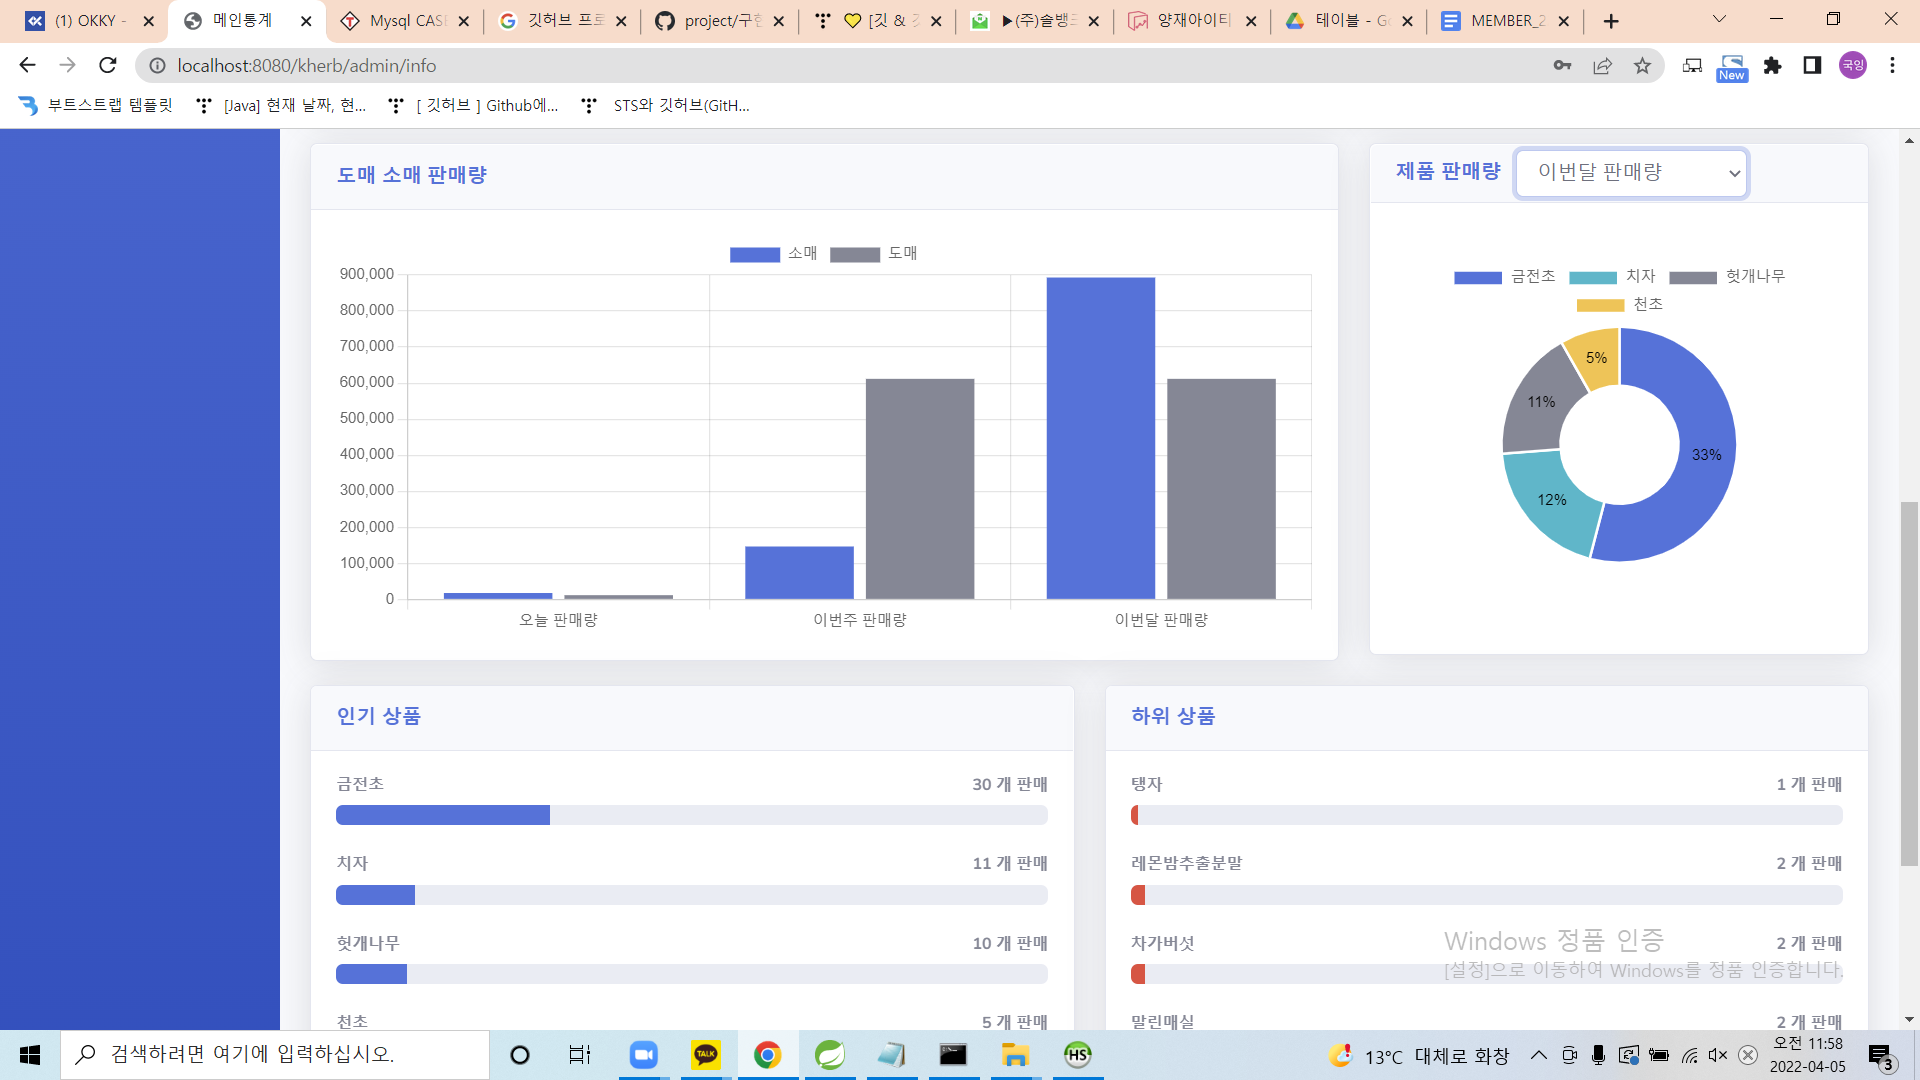 (1) OKKY -
메인통계
Mysql CAS
깃허브 프로
project/구현
💛 [깃 & 깃
▶(주)솔뱅크
양재아이티
테이블 - Go
MEMBER_2
localhost:8080/kherb/admin/info
New
국잉
부트스트랩 템플릿
[Java] 현재 날짜, 현...
[ 깃허브 ] Github에...
STS와 깃허브(GitH...
도매 소매 판매량
소매 도매
900,000
800,000
700,000
600,000
500,000
400,000
300,000
200,000
100,000
0
오늘 판매량 이번주 판매량 이번달 판매량
제품 판매량
이번달 판매량
금전초 치자 헛개나무
천초
5%
11%
33%
12%
인기 상품
금전초 30 개 판매
치자 11 개 판매
헛개나무 10 개 판매
천초 5 개 판매
하위 상품
탱자 1 개 판매
레몬밤추출분말 2 개 판매
차가버섯 2 개 판매
말린매실 2 개 판매
Windows 정품 인증
[설정]으로 이동하여 Windows를 정품 인증합니다.
검색하려면 여기에 입력하십시오.
TALK
HS
13°C 대체로 화창
오전 11:58
2022-04-05
3